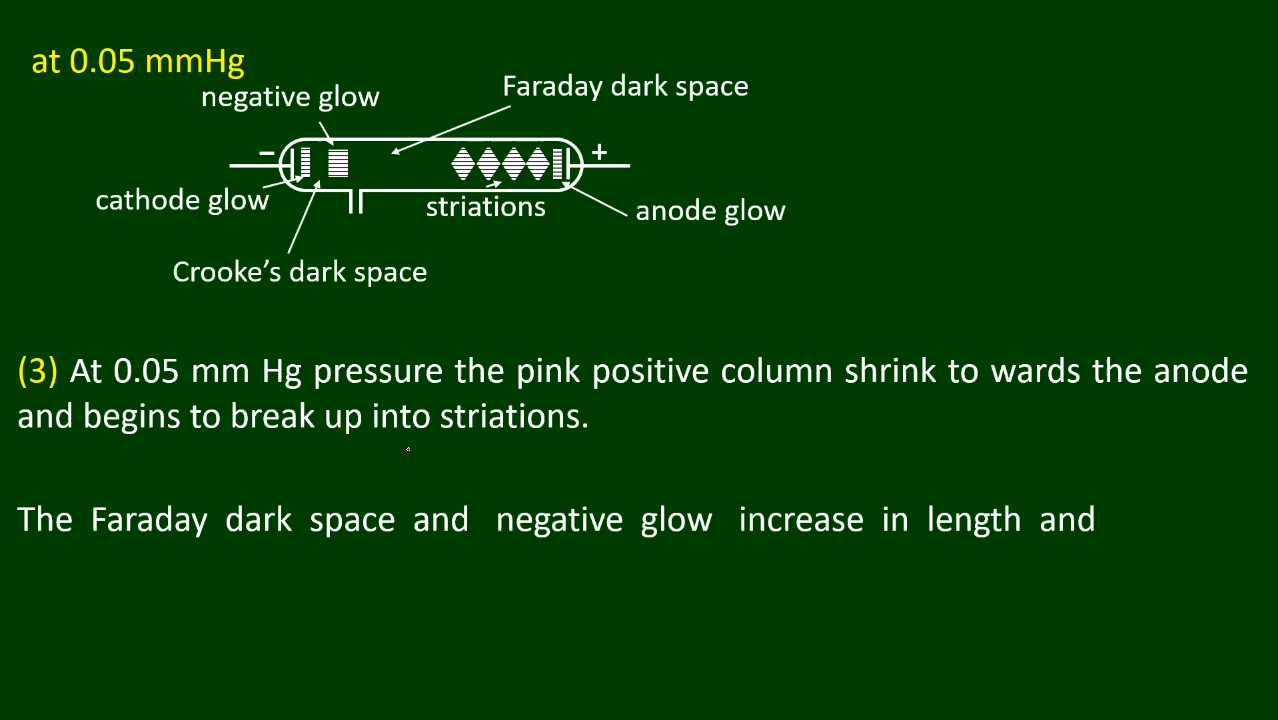 at 0.05 mmHg
negative glow
Faraday dark space
–
+
cathode glow
striations
anode glow
Crooke’s dark space
(3) At 0.05 mm Hg pressure the pink positive column shrink to wards the anode
and begins to break up into striations.
The Faraday dark space and negative glow increase in length and